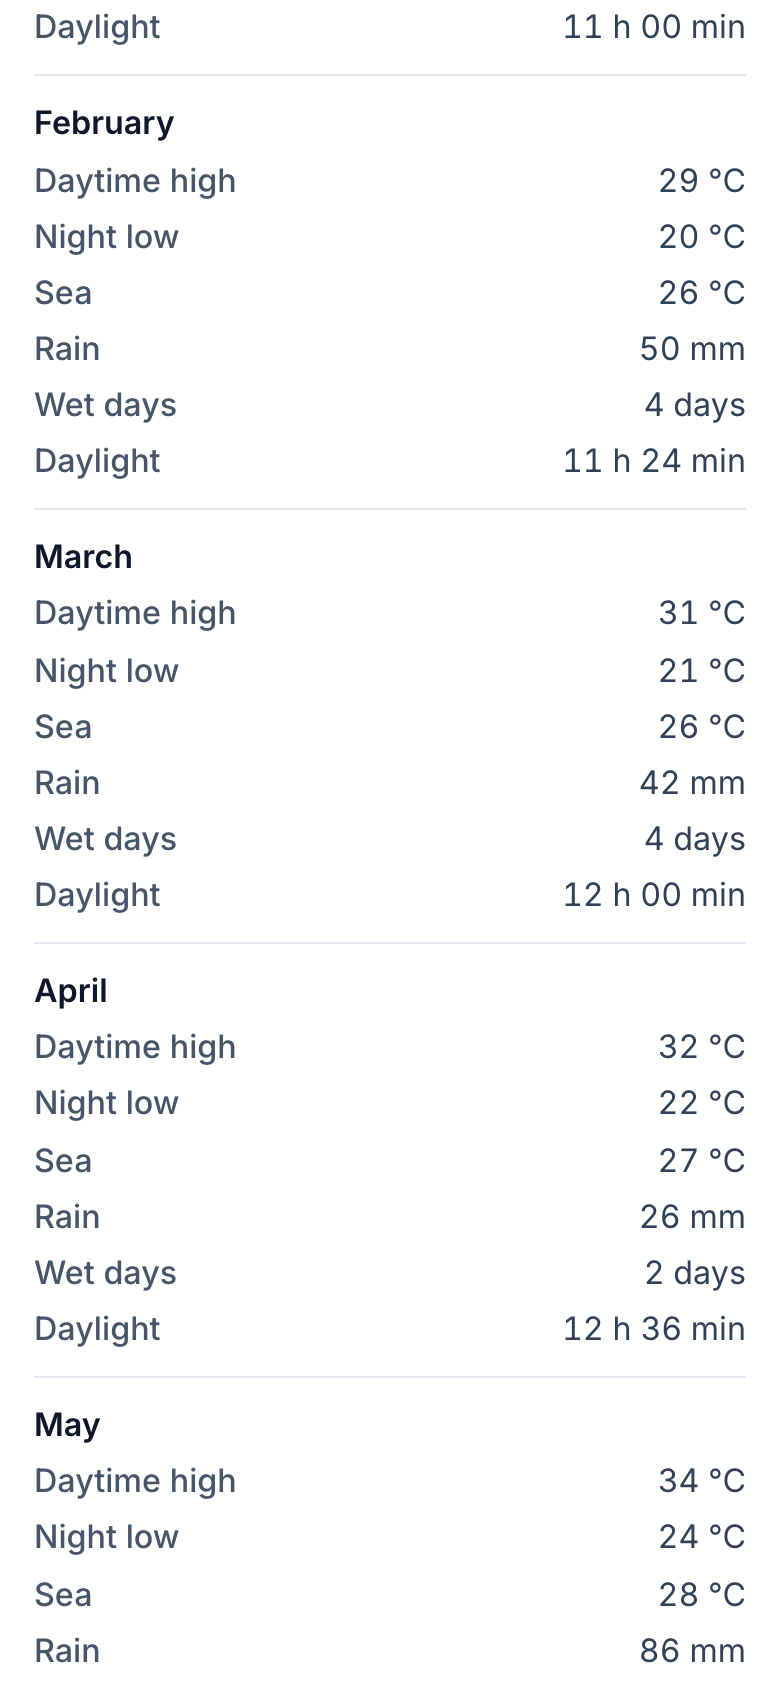 Daylight 11 h 00 min
February
Daytime high 29 °C
Night low 20 °C
Sea 26 °C
Rain 50 mm
Wet days 4 days
Daylight 11 h 24 min
March
Daytime high 31 °C
Night low 21 °C
Sea 26 °C
Rain 42 mm
Wet days 4 days
Daylight 12 h 00 min
April
Daytime high 32 °C
Night low 22 °C
Sea 27 °C
Rain 26 mm
Wet days 2 days
Daylight 12 h 36 min
May
Daytime high 34 °C
Night low 24 °C
Sea 28 °C
Rain 86 mm